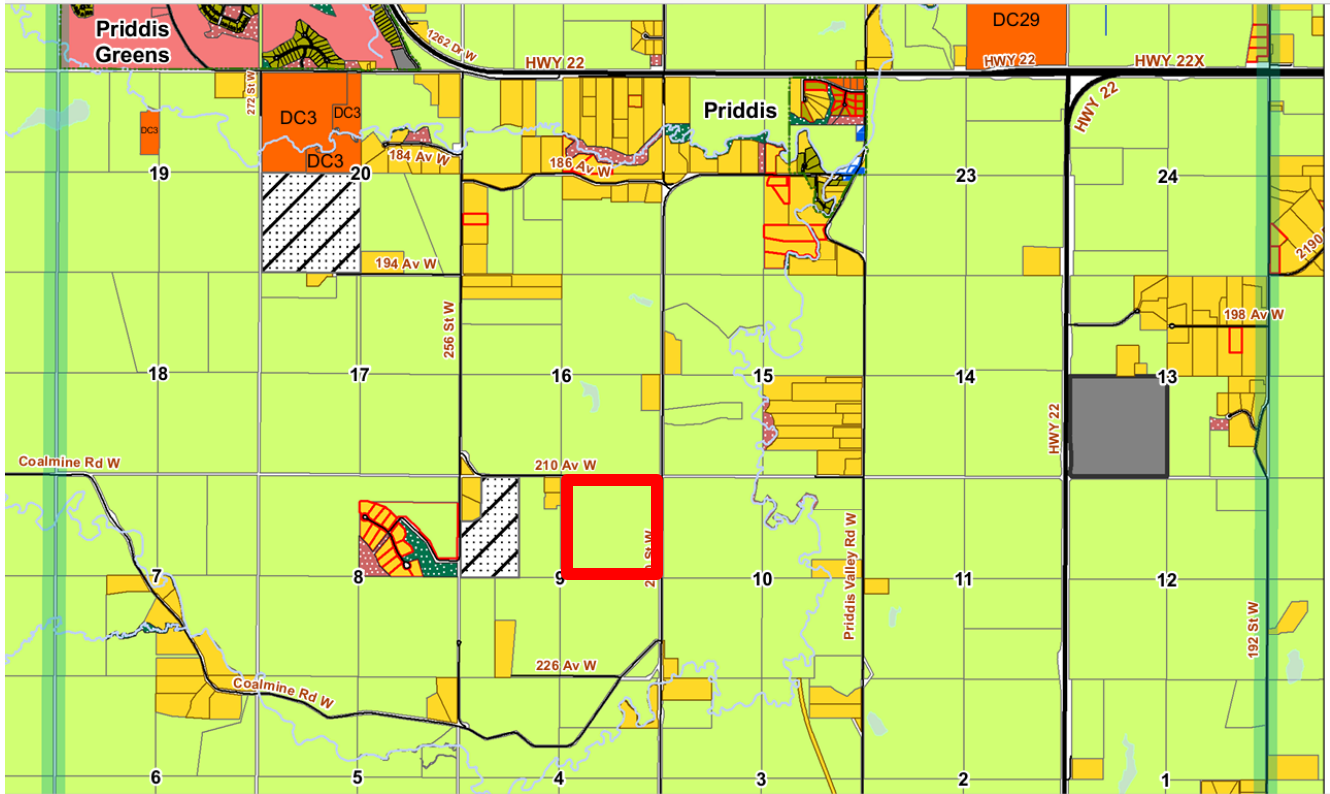 Priddis
Greens
1262 Dr W
HWY 22
DC29
HWY 22
HWY 22X
272 St W
DC3
DC3
DC3
DC3
Priddis
HWY 22
184 Av W
186 Av W
19
20
23
24
194 Av W
2190
256 St W
198 Av W
18
17
16
15
14
13
HWY 22
Coalmine Rd W
210 Av W
Priddis Valley Rd W
7
8
9
10
11
12
192 St W
226 Av W
Coalmine Rd W
6
5
4
3
2
1